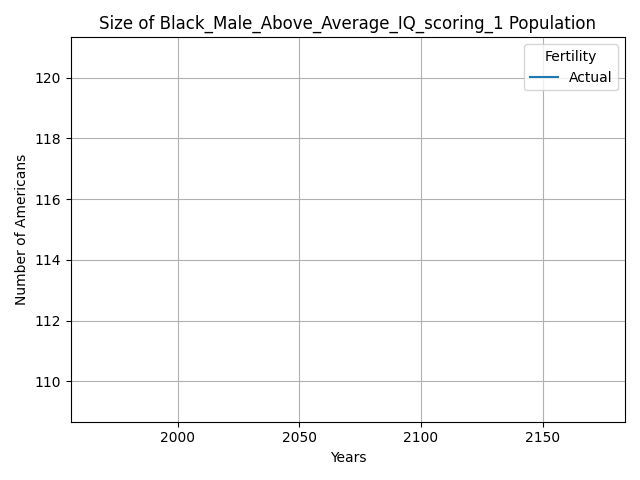 Size of Black_Male_Above_Average_IQ_scoring_1 Population
Fertility
Actual
120
118
116
114
112
110
Number of Americans
2000 2050 2100 2150
Years